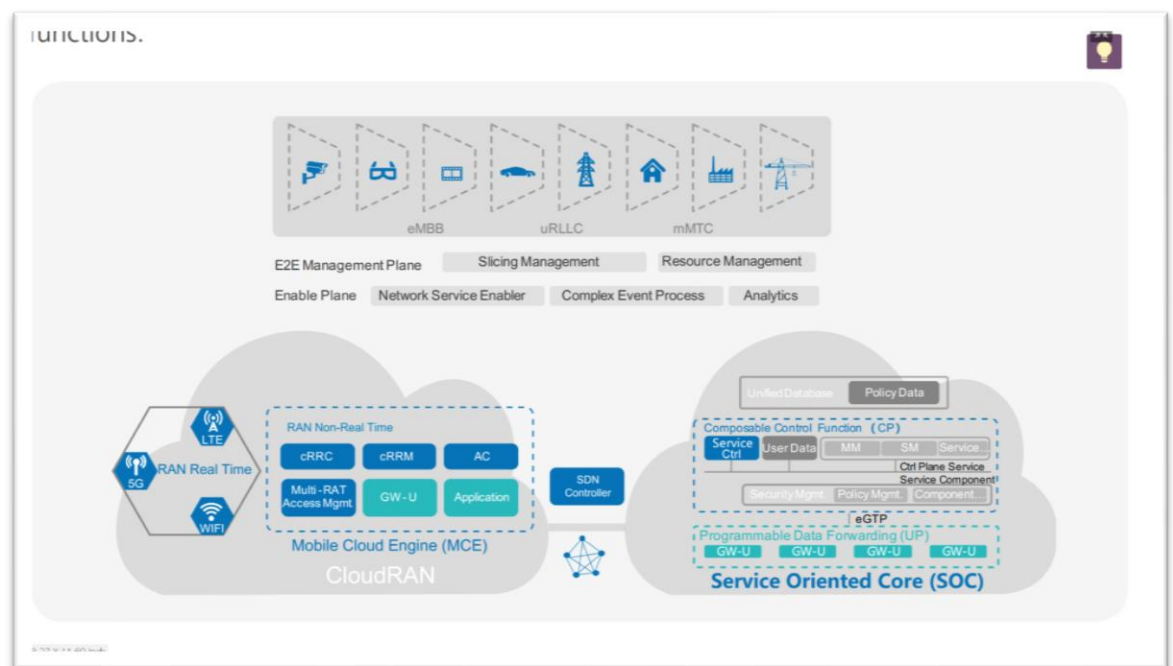 functions.
eMBB uRLLC mMTC
E2E Management Plane Slicing Management Resource Management
Enable Plane Network Service Enabler Complex Event Process Analytics
Unified Database Policy Data
Composable Control Function (CP)
Service Ctrl User Data MM SM Service...
Ctrl Plane Service
Service Component
Security Mgmt. Policy Mgmt. Component...
eGTP
Programmable Data Forwarding (UP)
GW-U GW-U GW-U GW-U
Service Oriented Core (SOC)
LTE
5G
RAN Real Time
WIFI
RAN Non-Real Time
cRRC cRRM AC
Multi-RAT Access Mgmt GW-U Application
Mobile Cloud Engine (MCE)
CloudRAN
SDN
Controller